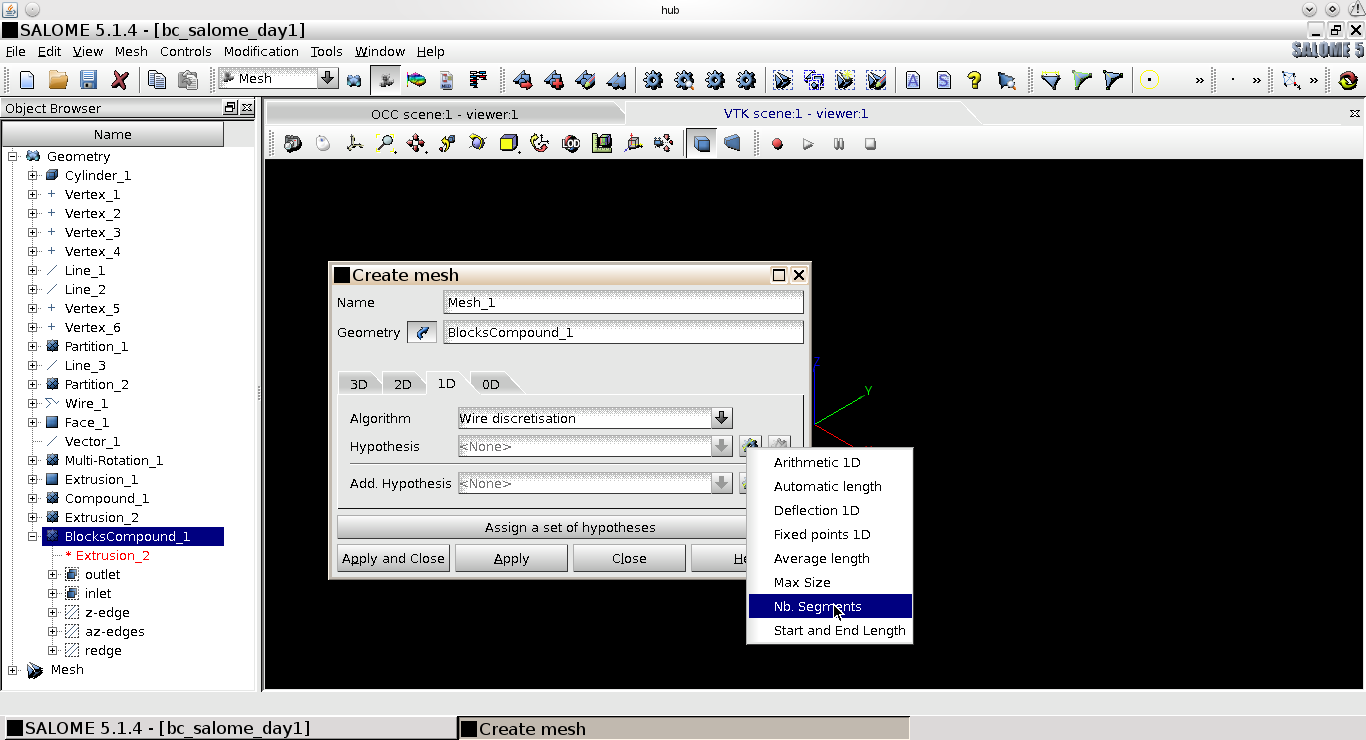 hub
SALOME 5.1.4 - [bc_salome_day1]
File Edit View Mesh Controls Visualization Modification Tools Window Help
SALOME 5
Mesh
A S ?
LOD
Object Browser
Name
Geometry
Cylinder_1
Vertex_1
Vertex_2
Vertex_3
Vertex_4
Line_1
Line_2
Vertex_5
Vertex_6
Partition_1
Line_3
Partition_2
Wire_1
Face_1
Vector_1
Multi-Rotation_1
Extrusion_1
Compound_1
Extrusion_2
BlocksCompound_1
* Extrusion_2
outlet
inlet
z-edge
az-edges
redge
Mesh
OCC scene:1 - viewer:1
VTK scene:1 - viewer:1
Z
Y
Create mesh
Name Mesh_1
Geometry BlocksCompound_1
3D 2D 1D 0D
Algorithm Wire discretisation
Hypothesis <None>
Add. Hypothesis <None>
Assign a set of hypotheses
Apply and Close Apply Close He
Arithmetic 1D
Automatic length
Deflection 1D
Fixed points 1D
Average length
Max Size
Nb. Segments
Start and End Length
SALOME 5.1.4 - [bc_salome_day1]
Create mesh